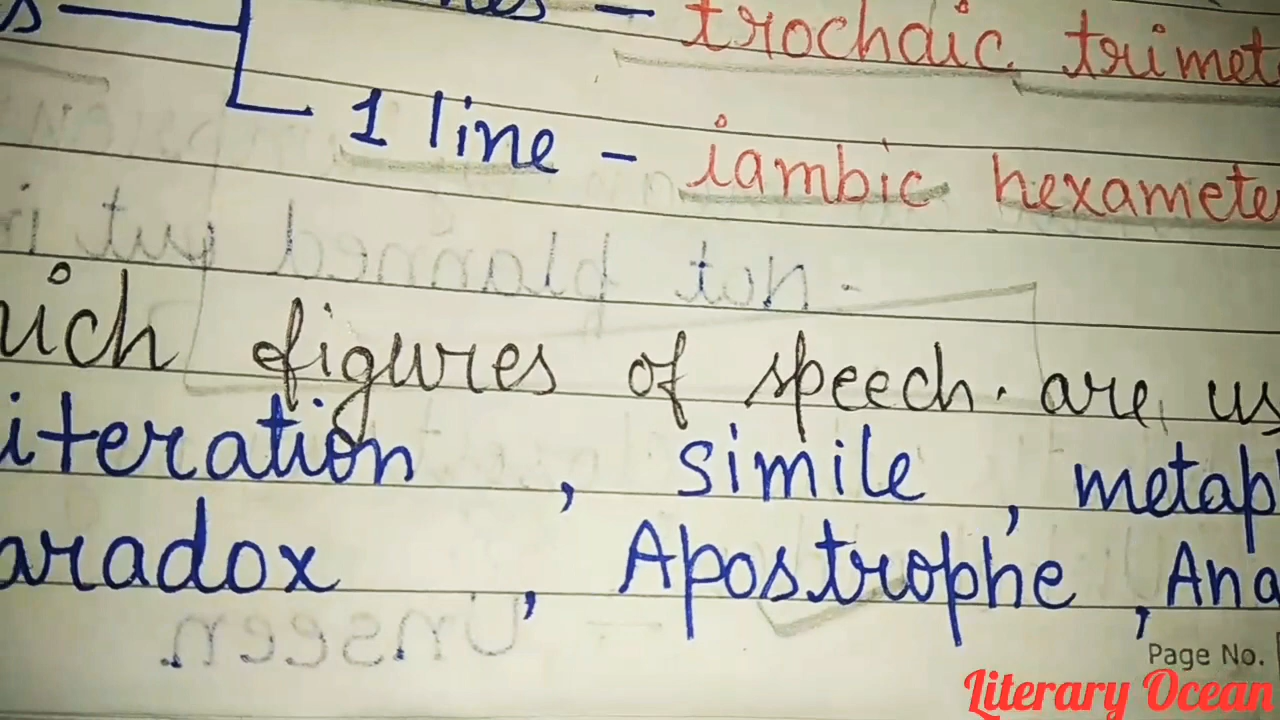 – trochaic trimet
1 line – iambic hexamete
figures of speech. are us
iteration , simile , metap
aradox , Apostrophe , Ana
Page No.
Literary Ocean